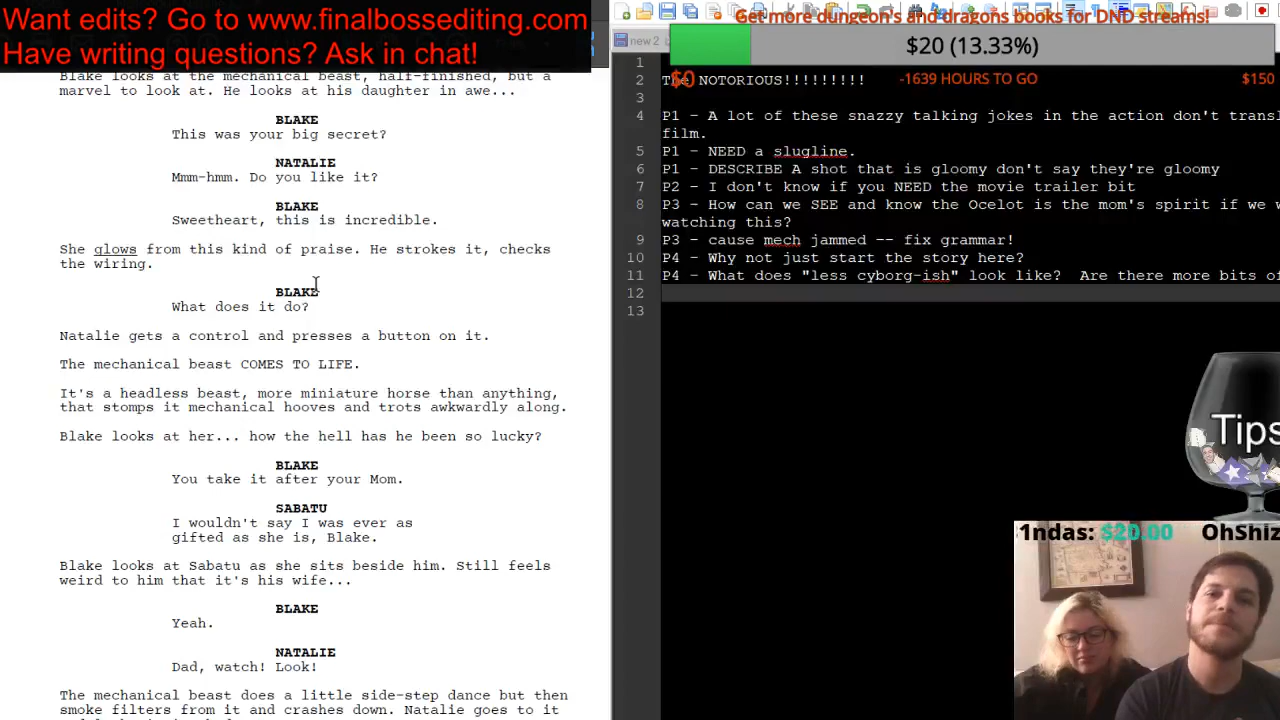 Want edits? Go to www.finalbossediting.com
Have writing questions? Ask in chat!
Blake looks at the mechanical beast, half-finished, but a
marvel to look at. He looks at his daughter in awe...
BLAKE
This was your big secret?
NATALIE
Mmm-hmm. Do you like it?
BLAKE
Sweetheart, this is incredible.
She glows from this kind of praise. He strokes it, checks
the wiring.
BLAKE
What does it do?
Natalie gets a control and presses a button on it.
The mechanical beast COMES TO LIFE.
It's a headless beast, more miniature horse than anything,
that stomps it mechanical hooves and trots awkwardly along.
Blake looks at her... how the hell has he been so lucky?
BLAKE
You take it after your Mom.
SABATU
I wouldn't say I was ever as
gifted as she is, Blake.
Blake looks at Sabatu as she sits beside him. Still feels
weird to him that it's his wife...
BLAKE
Yeah.
NATALIE
Dad, watch! Look!
The mechanical beast does a little side-step dance but then
smoke filters from it and crashes down. Natalie goes to it
Get more dungeon's and dragons books for DND streams!
new 2
$20 (13.33%)
$0
-1639 HOURS TO GO
$150
1
2 The NOTORIOUS!!!!!!!!!
3
4 P1 - A lot of these snazzy talking jokes in the action don't transl
film.
5 P1 - NEED a slugline.
6 P1 - DESCRIBE A shot that is gloomy don't say they're gloomy
7 P2 - I don't know if you NEED the movie trailer bit
8 P3 - How can we SEE and know the Ocelot is the mom's spirit if we w
watching this?
9 P3 - cause mech jammed -- fix grammar!
10 P4 - Why not just start the story here?
11 P4 - What does "less cyborg-ish" look like? Are there more bits of
12
13
Tips
1ndas: $20.00 OhShiz